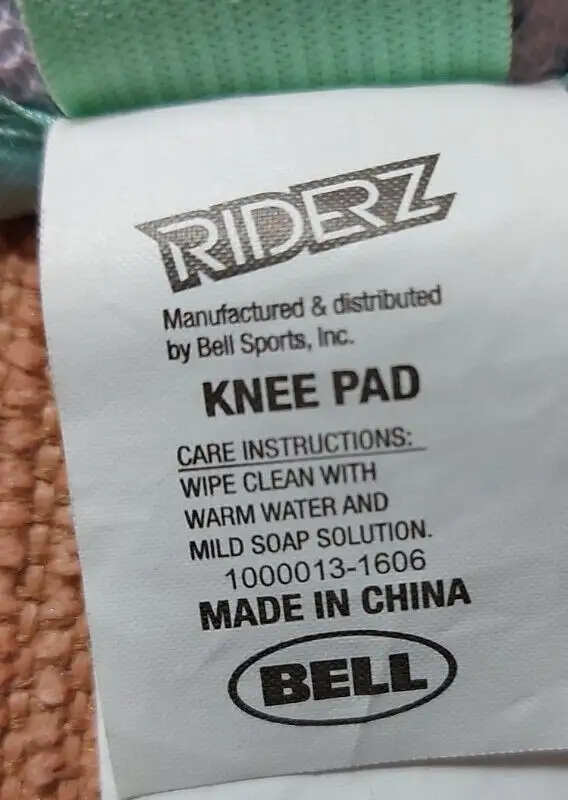 RIDERZ
Manufactured & distributed
by Bell Sports, Inc.
KNEE PAD
CARE INSTRUCTIONS:
WIPE CLEAN WITH
WARM WATER AND
MILD SOAP SOLUTION.
1000013-1606
MADE IN CHINA
BELL